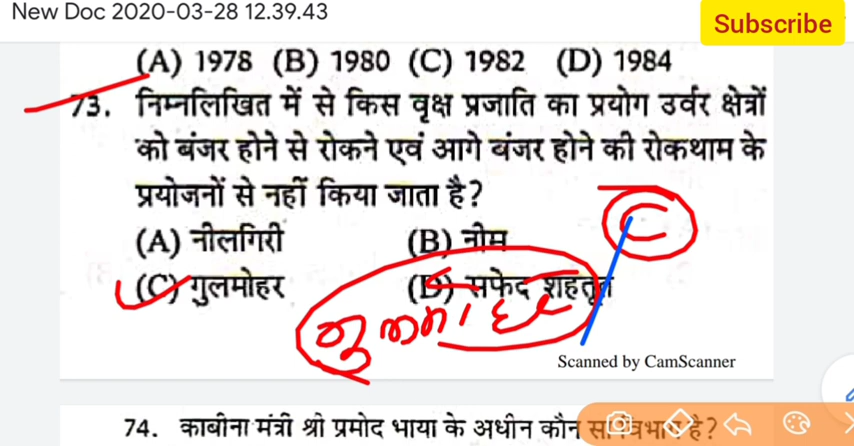 New Doc 2020-03-28 12.39.43
Subscribe
(A) 1978 (B) 1980 (C) 1982 (D) 1984
73. निम्नलिखित में से किस वृक्ष प्रजाति का प्रयोग उर्वर क्षेत्रों
को बंजर होने से रोकने एवं आगे बंजर होने की रोकथाम के
प्रयोजनों से नहीं किया जाता है?
C
(A) नीलगिरी (B) नीम
(C) गुलमोहर (D) सफेद शहतूत
Scanned by CamScanner
74. काबीना मंत्री श्री प्रमोद भाया के अधीन कौन सा है?